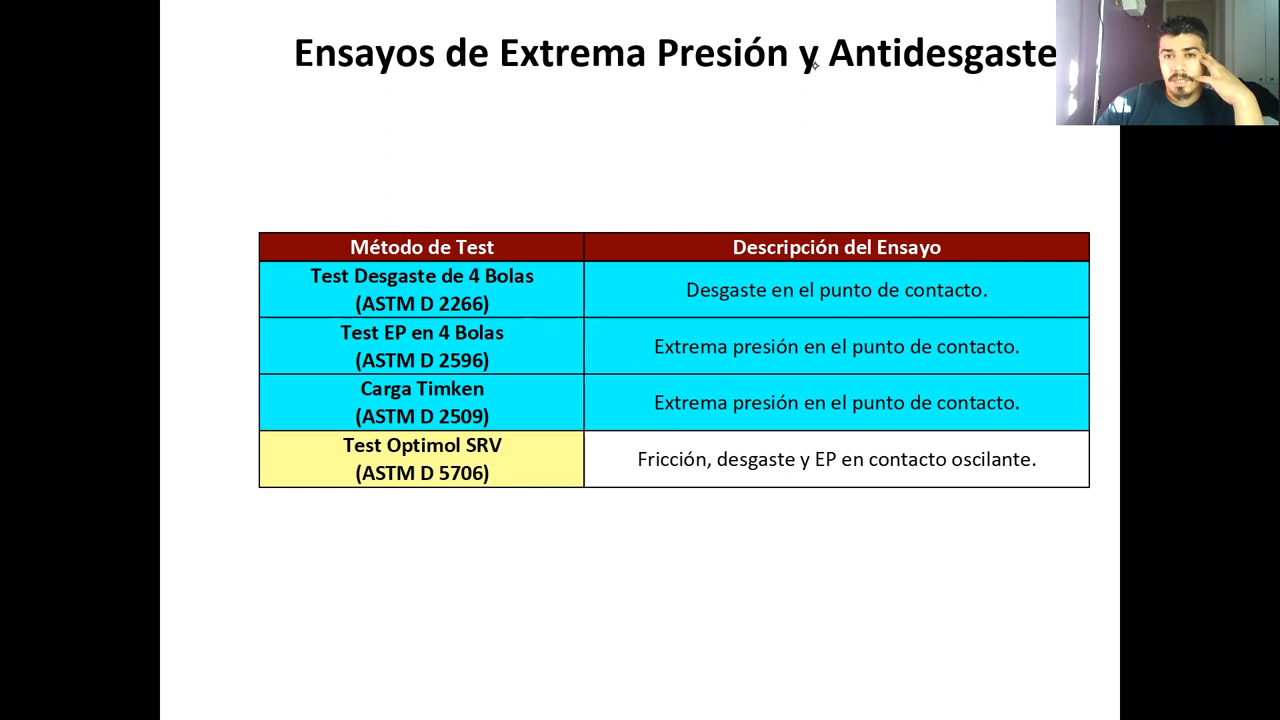 Ensayos de Extrema Presión y Antidesgaste
Método de Test
Descripción del Ensayo
Test Desgaste de 4 Bolas
(ASTM D 2266)
Desgaste en el punto de contacto.
Test EP en 4 Bolas
(ASTM D 2596)
Extrema presión en el punto de contacto.
Carga Timken
(ASTM D 2509)
Extrema presión en el punto de contacto.
Test Optimol SRV
(ASTM D 5706)
Fricción, desgaste y EP en contacto oscilante.